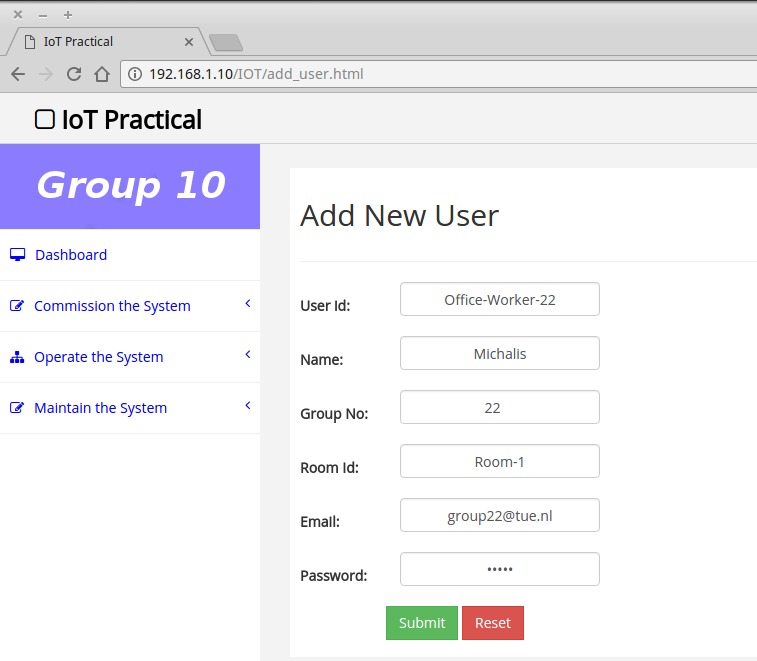 IoT Practical
192.168.1.10/IOT/add_user.html
IoT Practical
Group 10
Dashboard
Commission the System
Operate the System
Maintain the System
Add New User
User Id: Office-Worker-22
Name: Michalis
Group No: 22
Room Id: Room-1
Email: group22@tue.nl
Password: •••••
Submit Reset